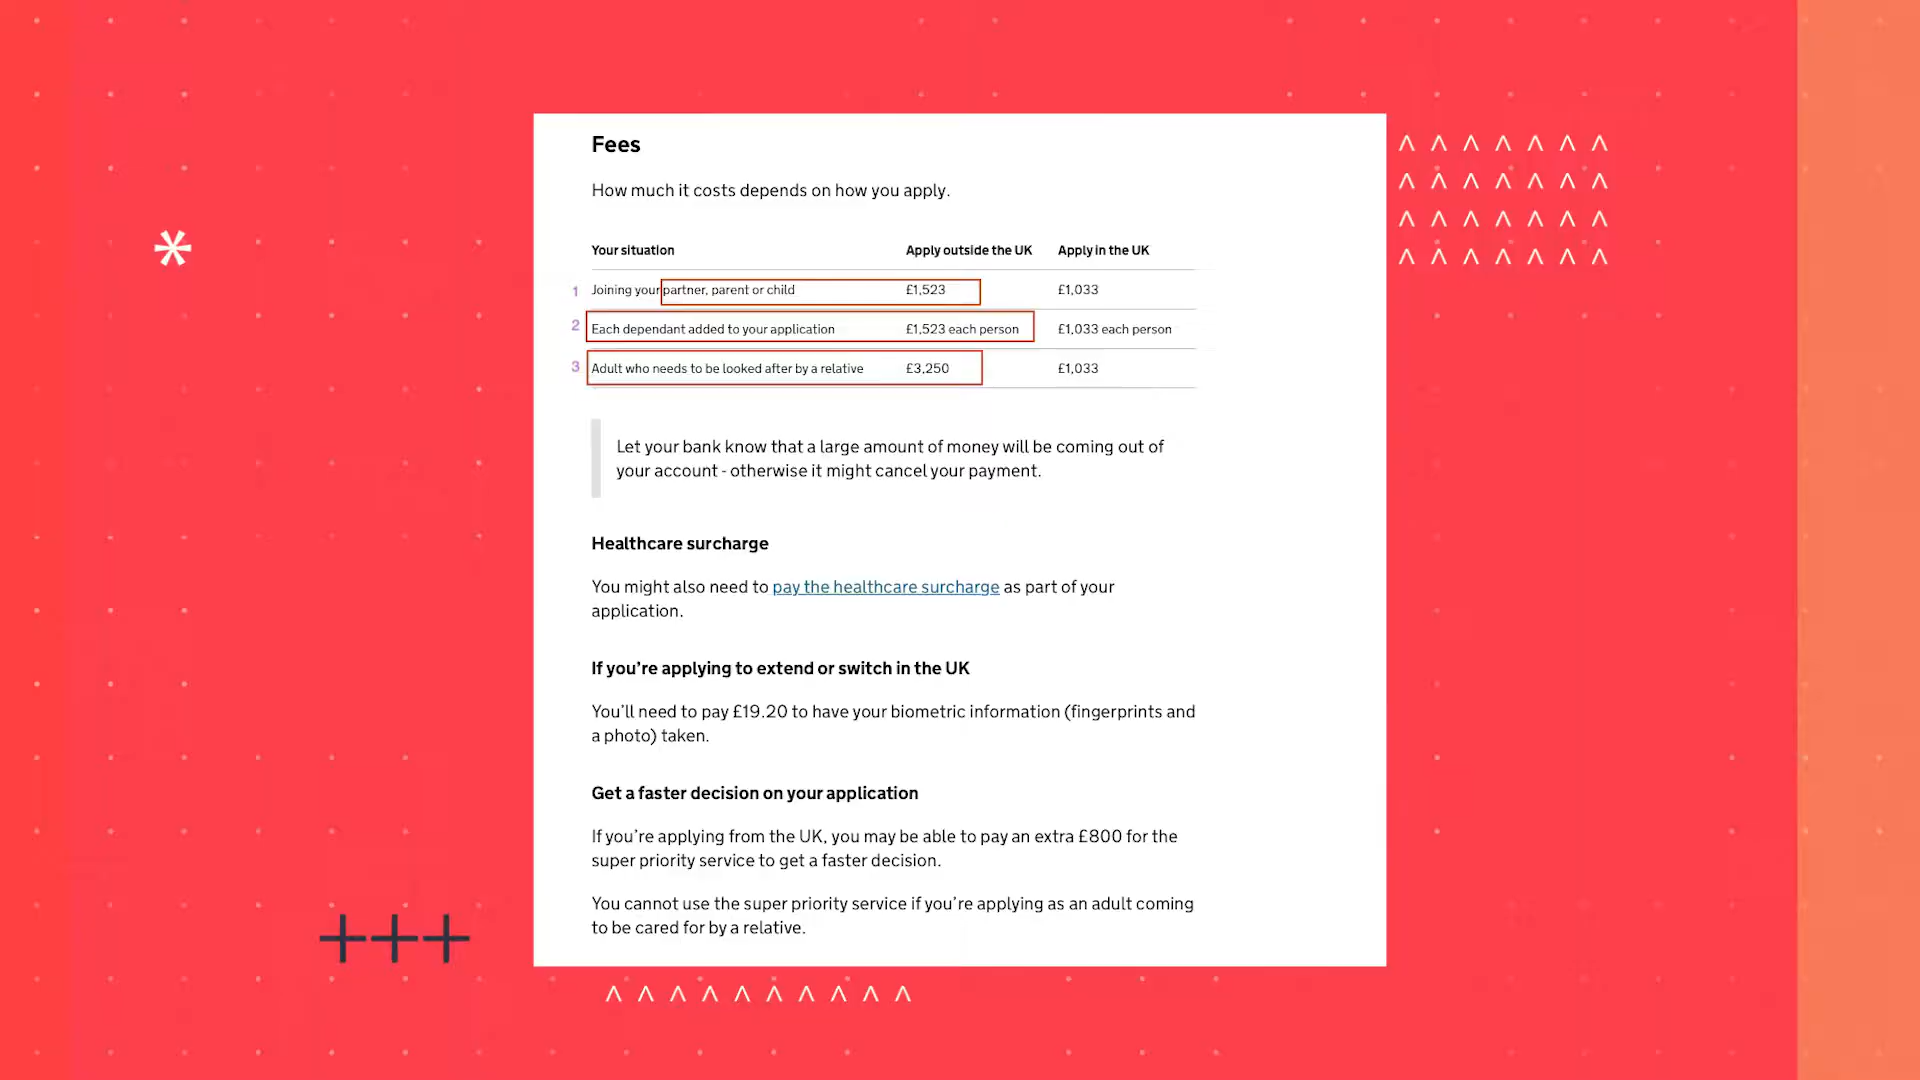 Fees
How much it costs depends on how you apply.
Your situation Apply outside the UK Apply in the UK
1 Joining your partner, parent or child £1,523 £1,033
2 Each dependant added to your application £1,523 each person £1,033 each person
3 Adult who needs to be looked after by a relative £3,250 £1,033
Let your bank know that a large amount of money will be coming out of
your account - otherwise it might cancel your payment.
Healthcare surcharge
You might also need to pay the healthcare surcharge as part of your
application.
If you’re applying to extend or switch in the UK
You’ll need to pay £19.20 to have your biometric information (fingerprints and
a photo) taken.
Get a faster decision on your application
If you’re applying from the UK, you may be able to pay an extra £800 for the
super priority service to get a faster decision.
You cannot use the super priority service if you’re applying as an adult coming
to be cared for by a relative.